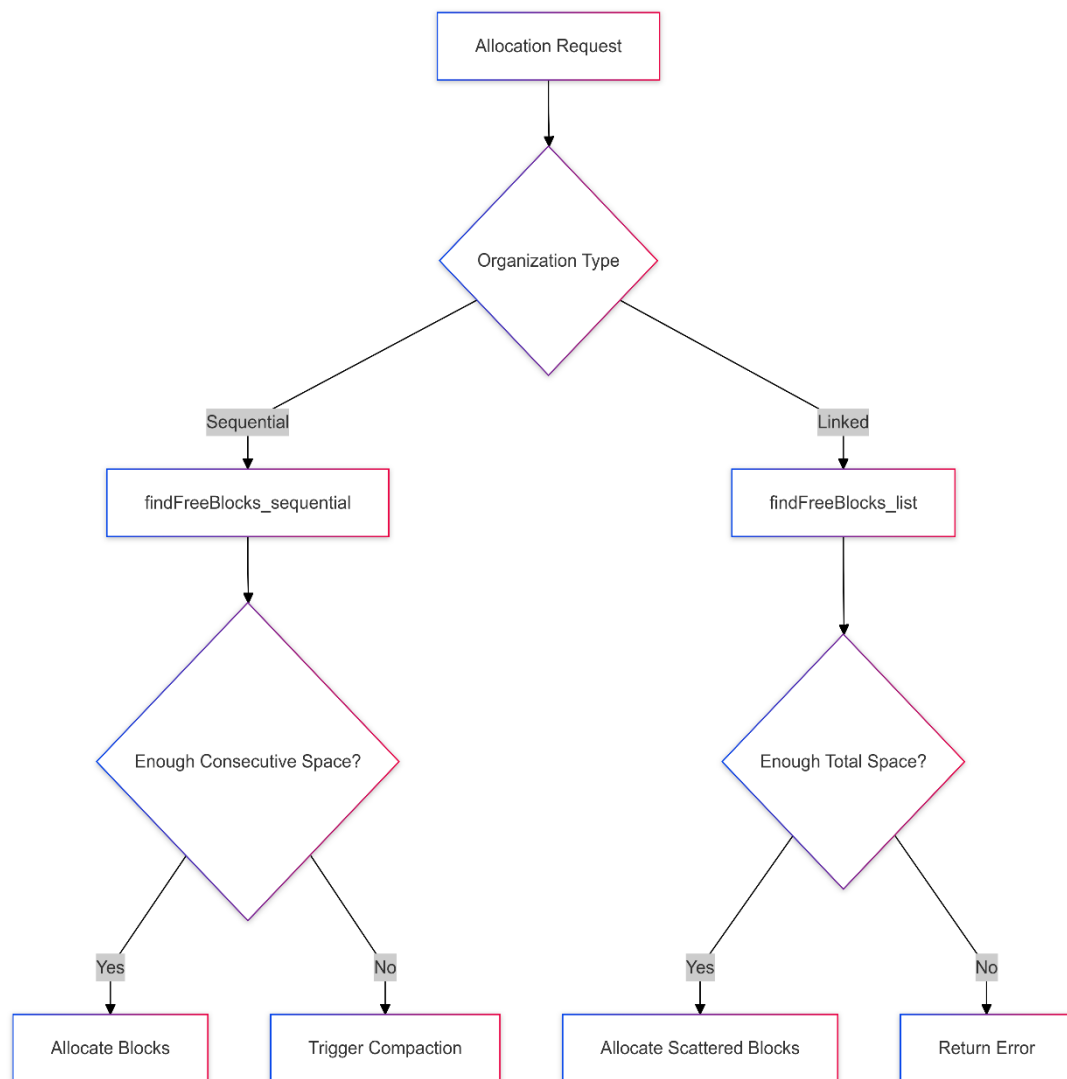 Allocation Request
Organization Type
Sequential
Linked
findFreeBlocks_sequential
findFreeBlocks_list
Enough Consecutive Space?
Enough Total Space?
Yes
No
Yes
No
Allocate Blocks
Trigger Compaction
Allocate Scattered Blocks
Return Error